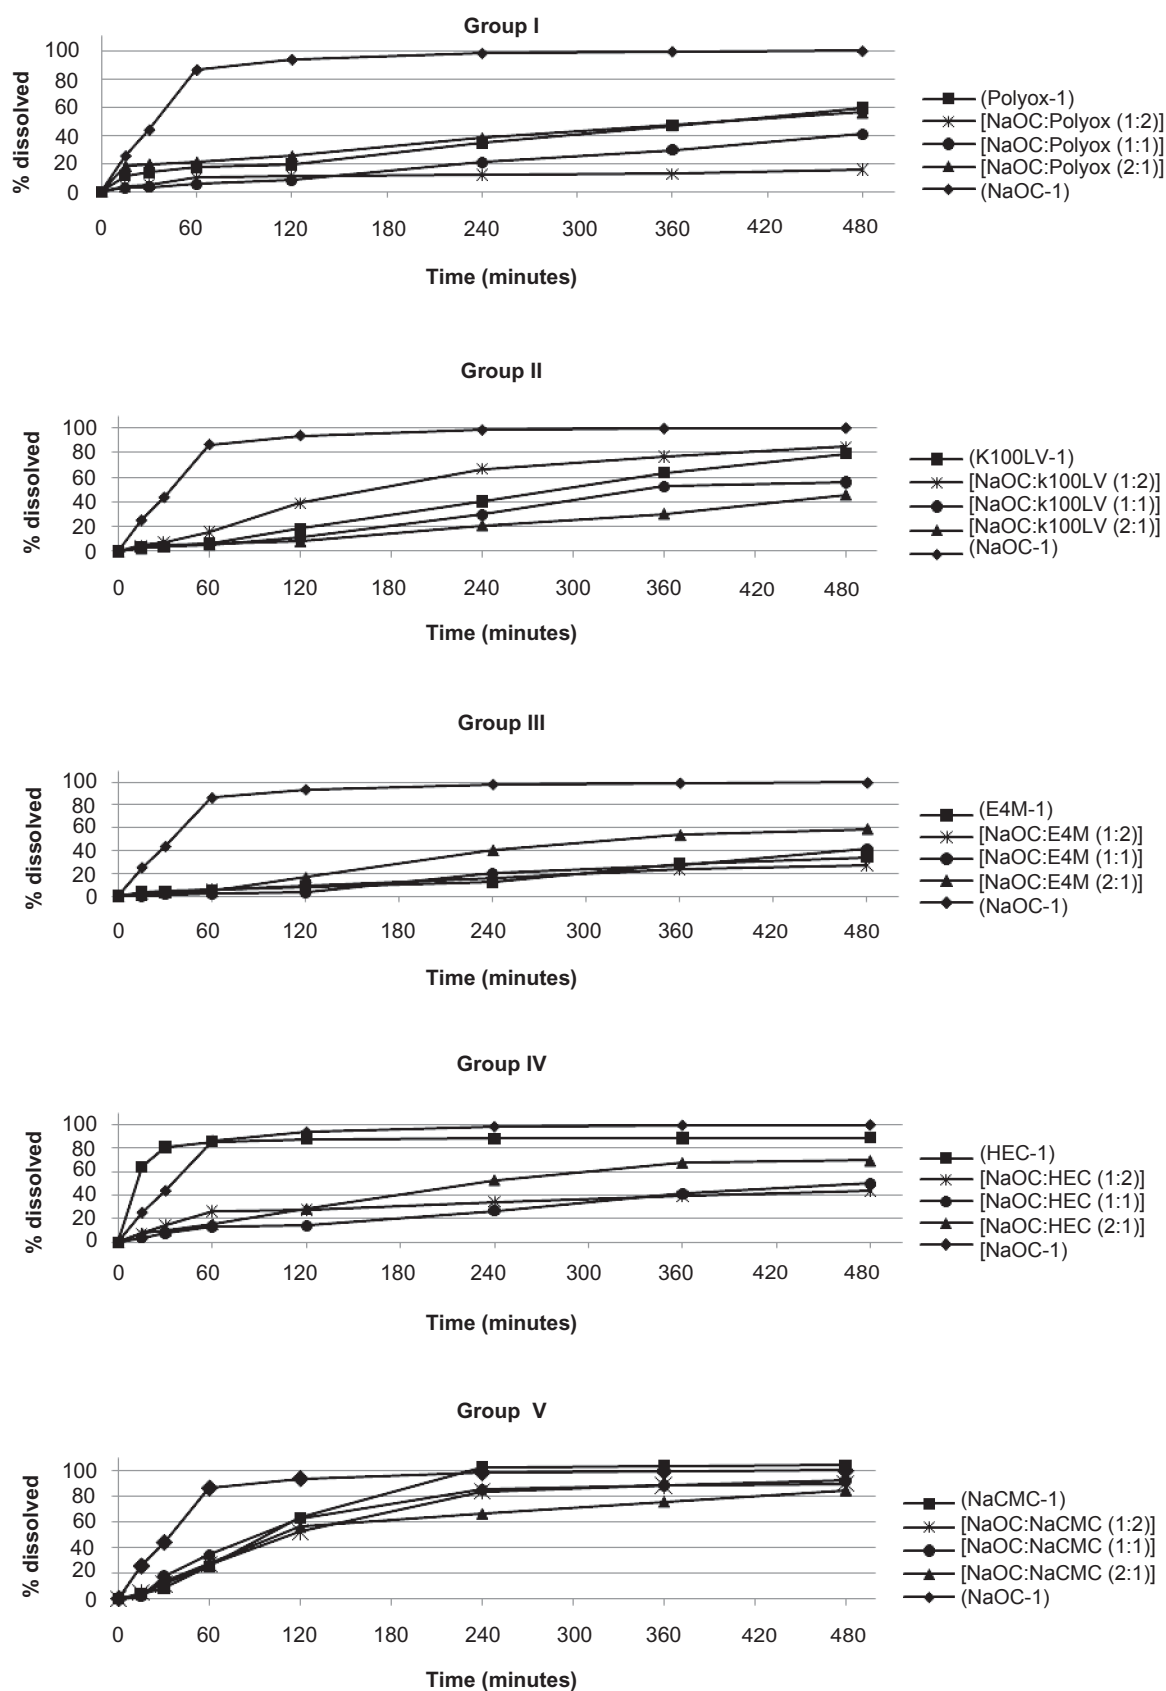 Group I
% dissolved
100
80
60
40
20
0
0 60 120 180 240 300 360 420 480
Time (minutes)
(Polyox-1)
[NaOC:Polyox (1:2)]
[NaOC:Polyox (1:1)]
[NaOC:Polyox (2:1)]
(NaOC-1)
Group II
% dissolved
100
80
60
40
20
0
0 60 120 180 240 300 360 420 480
Time (minutes)
(K100LV-1)
[NaOC:k100LV (1:2)]
[NaOC:k100LV (1:1)]
[NaOC:k100LV (2:1)]
(NaOC-1)
Group III
% dissolved
100
80
60
40
20
0
0 60 120 180 240 300 360 420 480
Time (minutes)
(E4M-1)
[NaOC:E4M (1:2)]
[NaOC:E4M (1:1)]
[NaOC:E4M (2:1)]
(NaOC-1)
Group IV
% dissolved
100
80
60
40
20
0
0 60 120 180 240 300 360 420 480
Time (minutes)
(HEC-1)
[NaOC:HEC (1:2)]
[NaOC:HEC (1:1)]
[NaOC:HEC (2:1)]
[NaOC-1)
Group V
% dissolved
100
80
60
40
20
0
0 60 120 180 240 300 360 420 480
Time (minutes)
(NaCMC-1)
[NaOC:NaCMC (1:2)]
[NaOC:NaCMC (1:1)]
[NaOC:NaCMC (2:1)]
(NaOC-1)